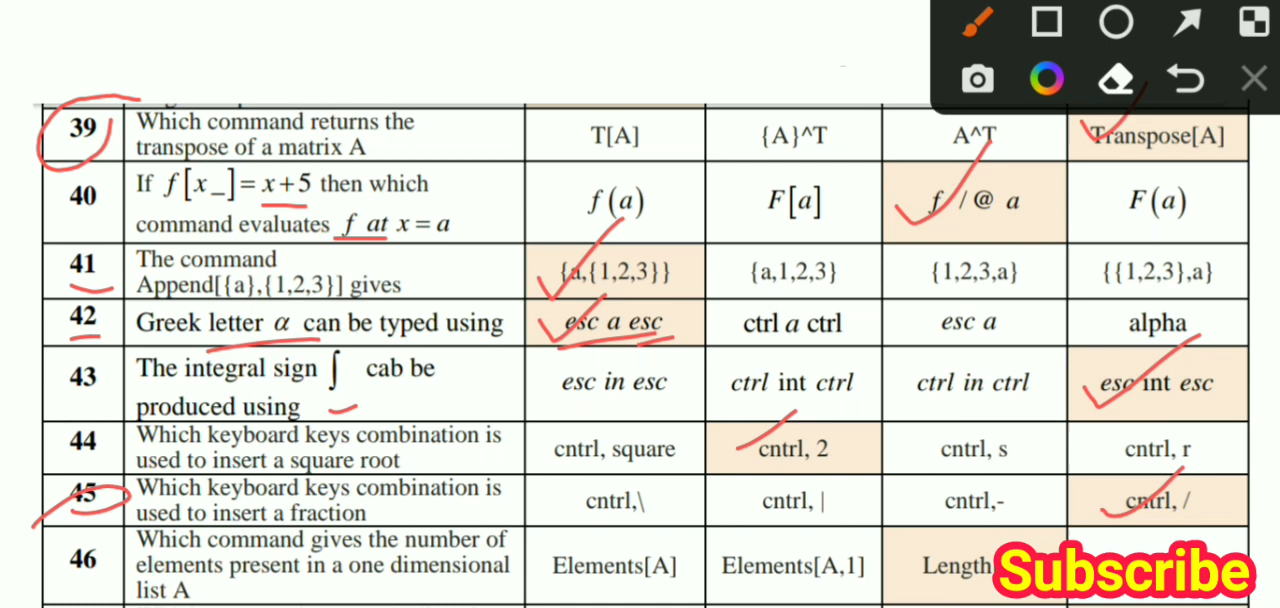 39 Which command returns the transpose of a matrix A T[A] {A}^T A^T Transpose[A]
40 If f[x_]=x+5 then which command evaluates f at x=a f(a) F[a] f /@ a F(a)
41 The command Append[{a},{1,2,3}] gives {a,{1,2,3}} {a,1,2,3} {1,2,3,a} {{1,2,3},a}
42 Greek letter α can be typed using esc a esc ctrl a ctrl esc a alpha
43 The integral sign ∫ cab be produced using esc in esc ctrl int ctrl ctrl in ctrl esc int esc
44 Which keyboard keys combination is used to insert a square root cntrl, square cntrl, 2 cntrl, s cntrl, r
45 Which keyboard keys combination is used to insert a fraction cntrl,\ cntrl, | cntrl,- cntrl, /
46 Which command gives the number of elements present in a one dimensional list A Elements[A] Elements[A,1] Length
Subscribe